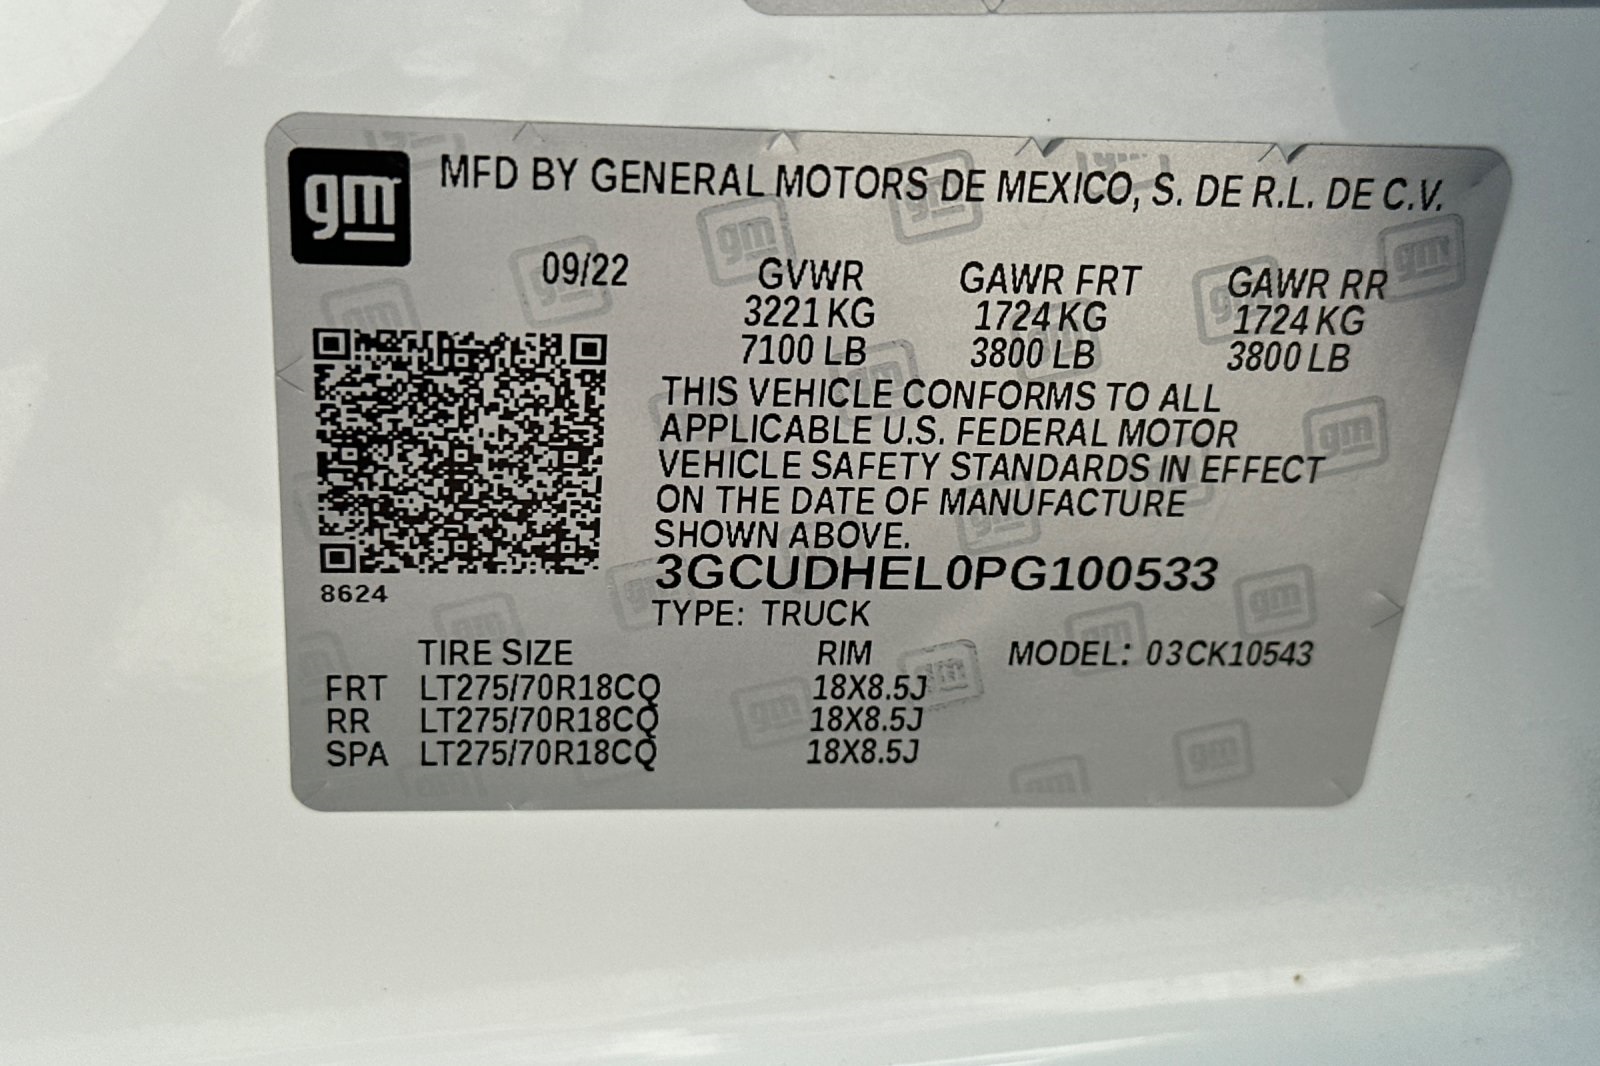 gm MFD BY GENERAL MOTORS DE MEXICO, S. DE R.L. DE C.V.
09/22 GVWR GAWR FRT GAWR RR
3221 KG 1724 KG 1724 KG
7100 LB 3800 LB 3800 LB
THIS VEHICLE CONFORMS TO ALL
APPLICABLE U.S. FEDERAL MOTOR
VEHICLE SAFETY STANDARDS IN EFFECT
ON THE DATE OF MANUFACTURE
SHOWN ABOVE.
3GCUDHEL0PG100533
8624
TYPE: TRUCK
TIRE SIZE RIM MODEL: 03CK10543
FRT LT275/70R18CQ 18X8.5J
RR LT275/70R18CQ 18X8.5J
SPA LT275/70R18CQ 18X8.5J